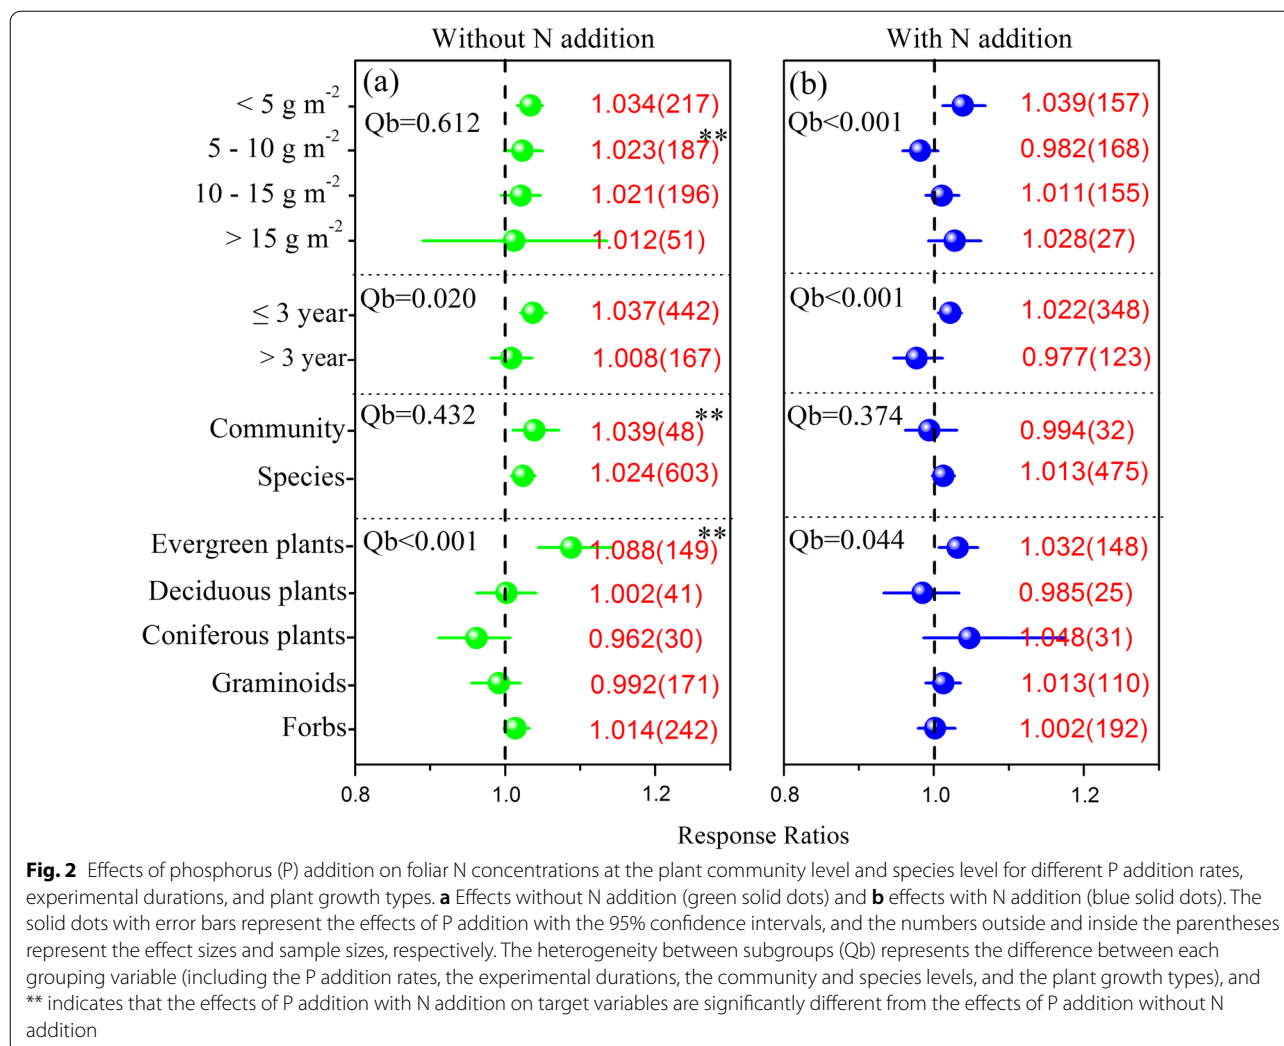 Without N addition
With N addition
(a)
< 5 g m-2
1.034(217)
Qb=0.612
5 - 10 g m-2
1.023(187)
**
10 - 15 g m-2
1.021(196)
> 15 g m-2
1.012(51)
Qb=0.020
≤ 3 year
1.037(442)
> 3 year
1.008(167)
Qb=0.432
**
Community
1.039(48)
Species
1.024(603)
Qb<0.001
**
Evergreen plants
1.088(149)
Deciduous plants
1.002(41)
Coniferous plants
0.962(30)
Graminoids
0.992(171)
Forbs
1.014(242)
0.8
1.0
1.2
(b)
1.039(157)
Qb<0.001
0.982(168)
1.011(155)
1.028(27)
Qb<0.001
1.022(348)
0.977(123)
Qb=0.374
0.994(32)
1.013(475)
Qb=0.044
1.032(148)
0.985(25)
1.048(31)
1.013(110)
1.002(192)
0.8
1.0
1.2
Response Ratios
Fig. 2 Effects of phosphorus (P) addition on foliar N concentrations at the plant community level and species level for different P addition rates,
experimental durations, and plant growth types. a Effects without N addition (green solid dots) and b effects with N addition (blue solid dots). The
solid dots with error bars represent the effects of P addition with the 95% confidence intervals, and the numbers outside and inside the parentheses
represent the effect sizes and sample sizes, respectively. The heterogeneity between subgroups (Qb) represents the difference between each
grouping variable (including the P addition rates, the experimental durations, the community and species levels, and the plant growth types), and
** indicates that the effects of P addition with N addition on target variables are significantly different from the effects of P addition without N
addition